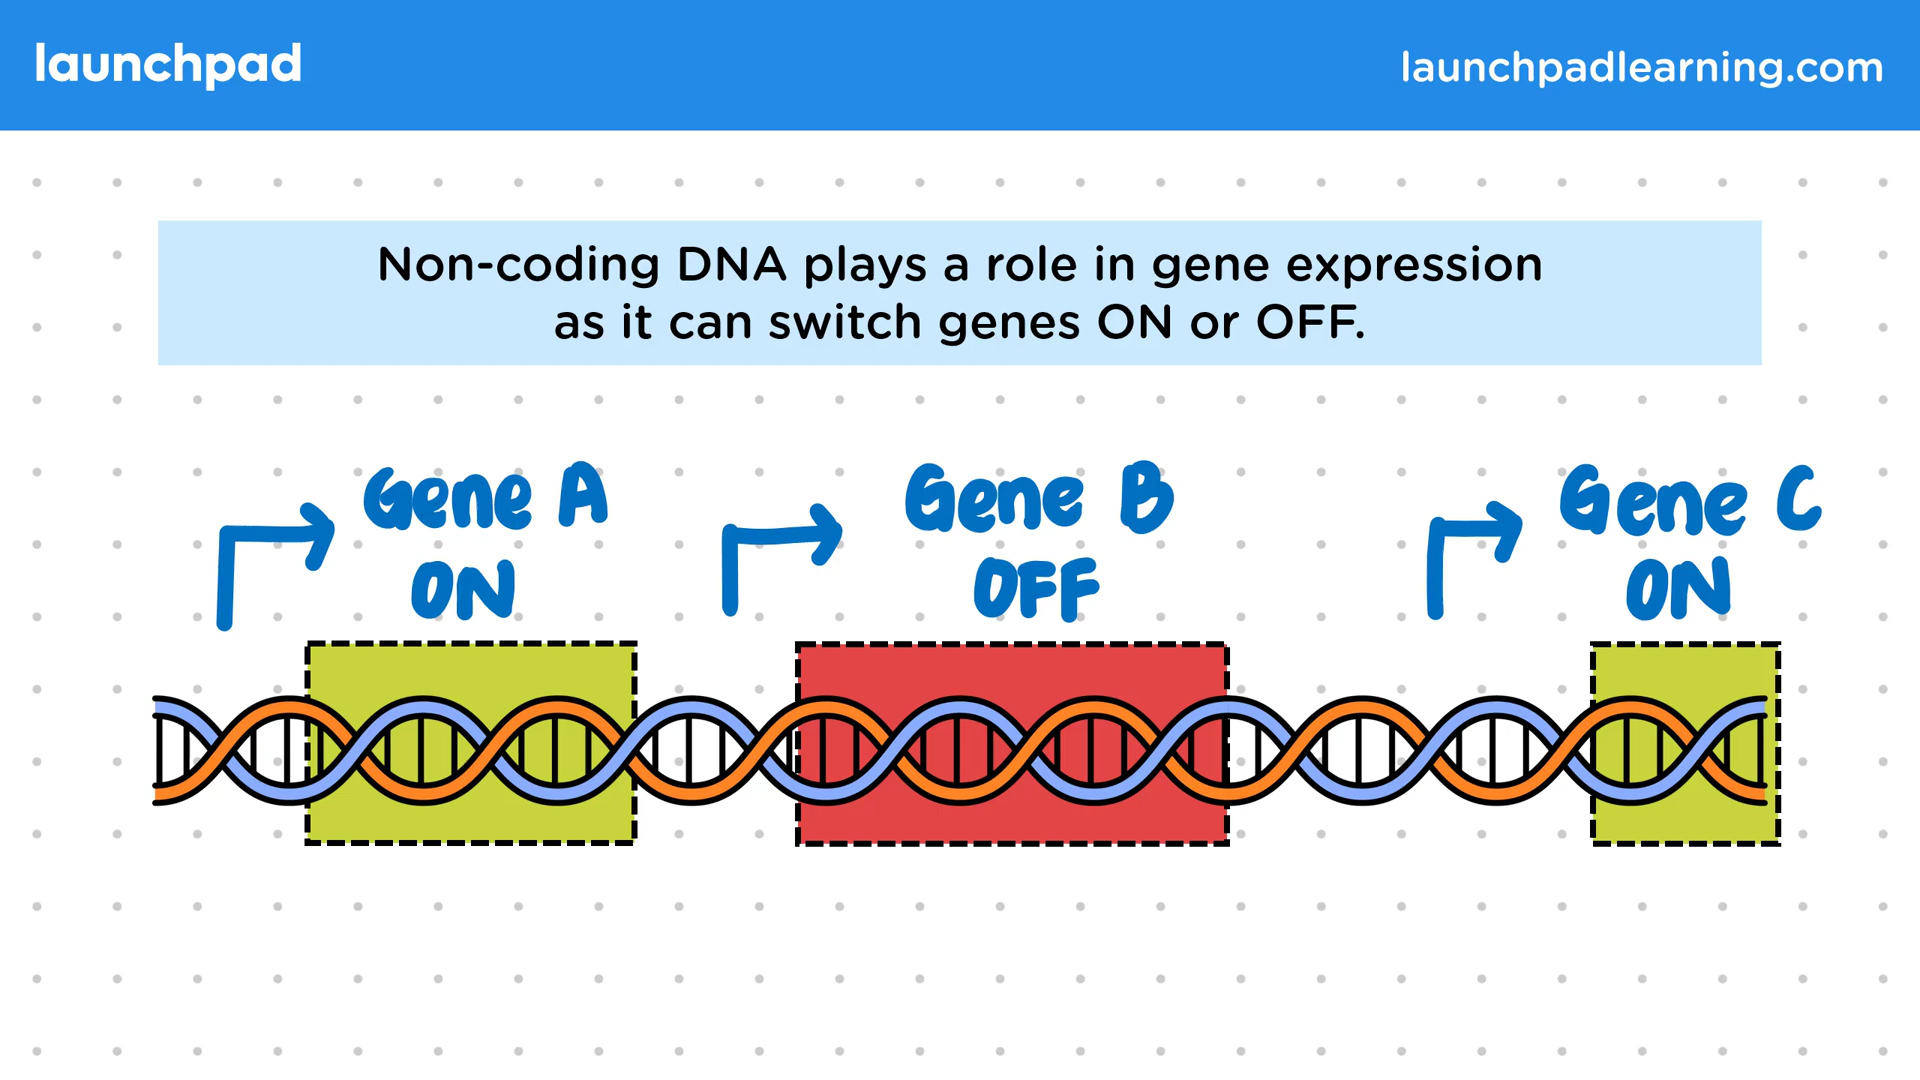 launchpad
launchpadlearning.com
Non-coding DNA plays a role in gene expression
as it can switch genes ON or OFF.
Gene A
ON
Gene B
OFF
Gene C
ON